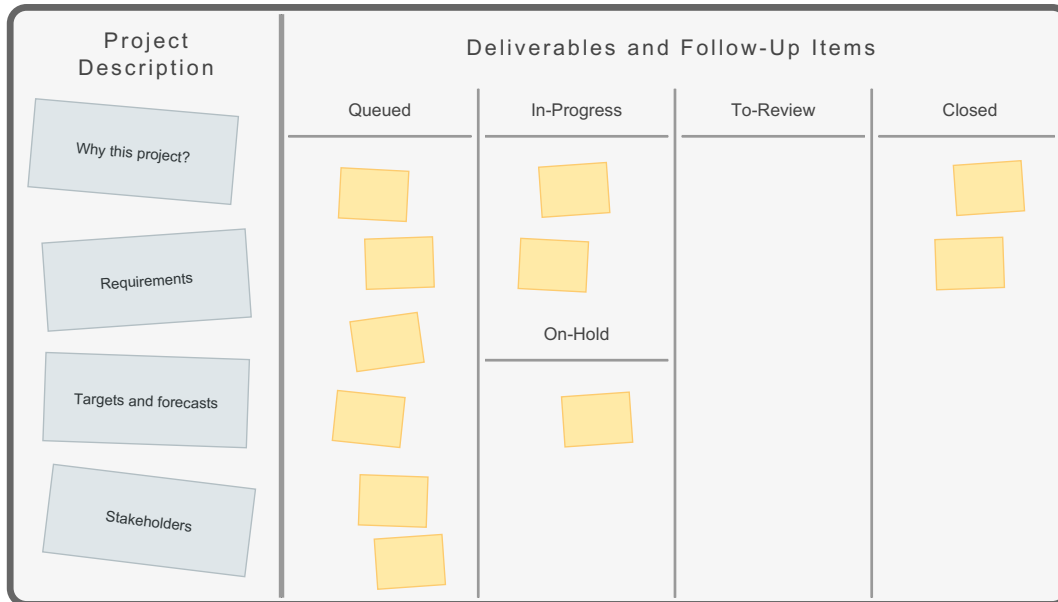 Project
Description
Why this project?
Requirements
Targets and forecasts
Stakeholders
Deliverables and Follow-Up Items
Queued
In-Progress
On-Hold
To-Review
Closed